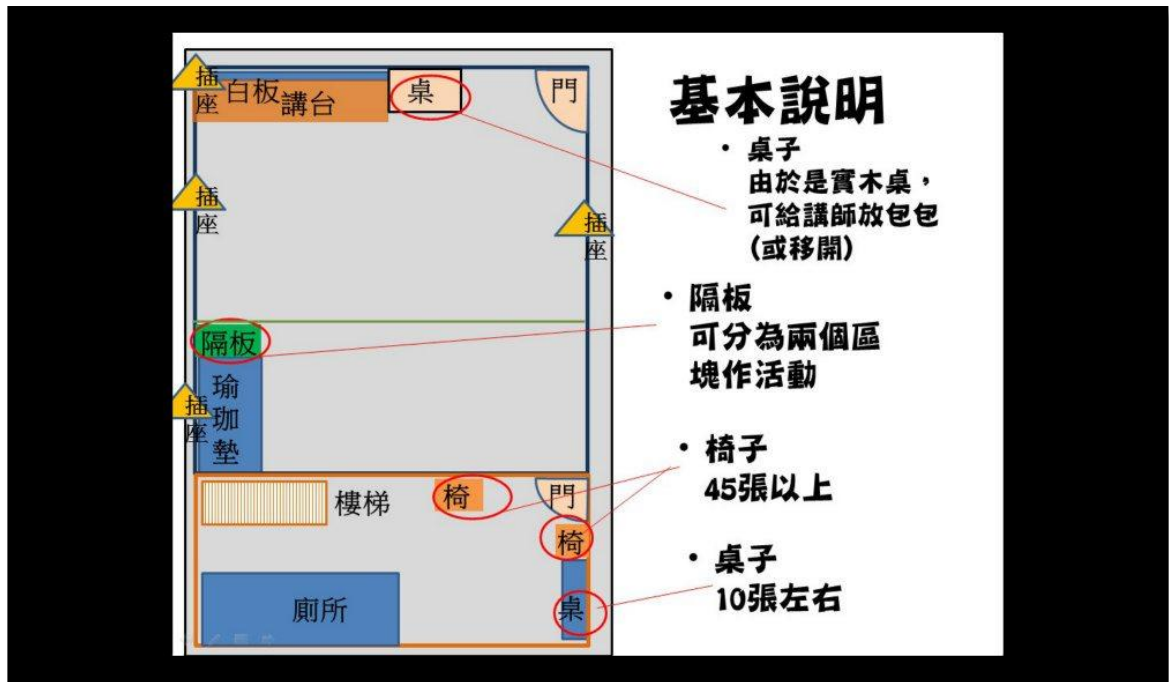 插
座
白板
講台
桌
門
插
座
插
座
隔板
瑜
珈
墊
插
座
樓梯
椅
門
椅
桌
廁所
基本說明
• 桌子
由於是實木桌，
可給講師放包包
(或移開)
• 隔板
可分為兩個區
塊作活動
• 椅子
45張以上
• 桌子
10張左右